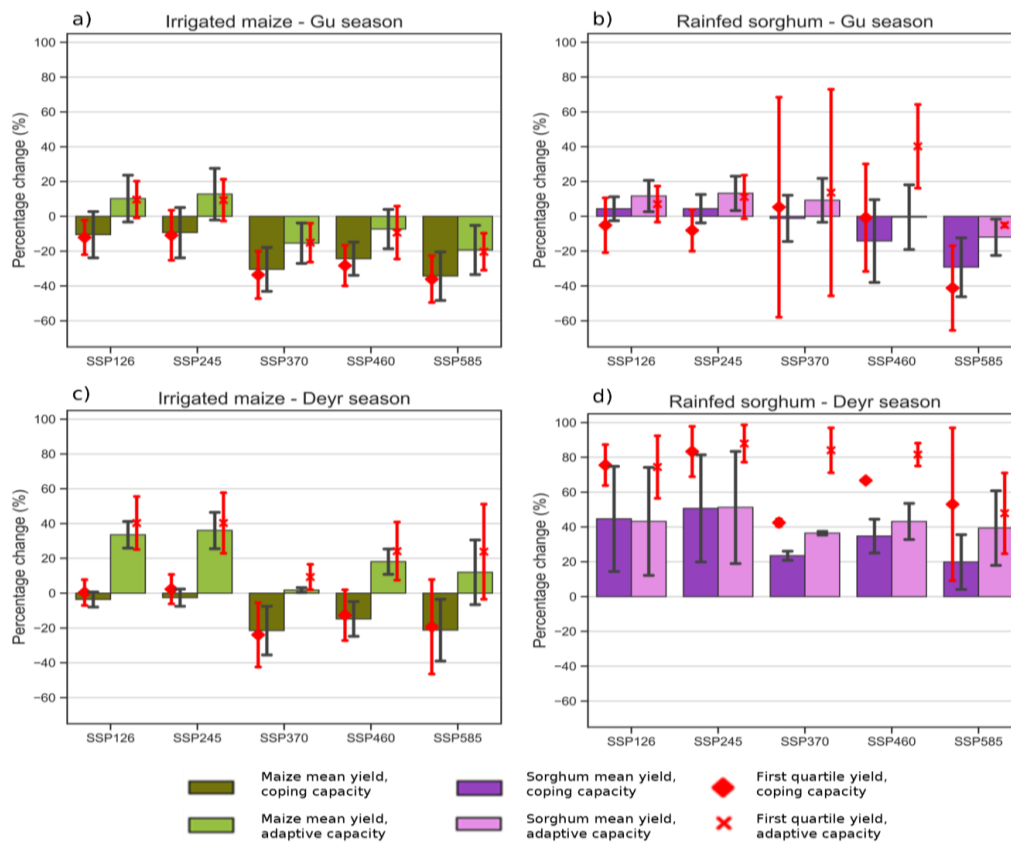 a)
Irrigated maize - Gu season
Percentage change (%)
100
80
60
40
20
0
−20
−40
−60
SSP126
SSP245
SSP370
SSP460
SSP585
b)
Rainfed sorghum - Gu season
Percentage change (%)
100
80
60
40
20
0
−20
−40
−60
SSP126
SSP245
SSP370
SSP460
SSP585
c)
Irrigated maize - Deyr season
Percentage change (%)
100
80
60
40
20
0
−20
−40
−60
SSP126
SSP245
SSP370
SSP460
SSP585
d)
Rainfed sorghum - Deyr season
Percentage change (%)
100
80
60
40
20
0
−20
−40
−60
SSP126
SSP245
SSP370
SSP460
SSP585
Maize mean yield,
coping capacity
Sorghum mean yield,
coping capacity
First quartile yield,
coping capacity
Maize mean yield,
adaptive capacity
Sorghum mean yield,
adaptive capacity
First quartile yield,
adaptive capacity